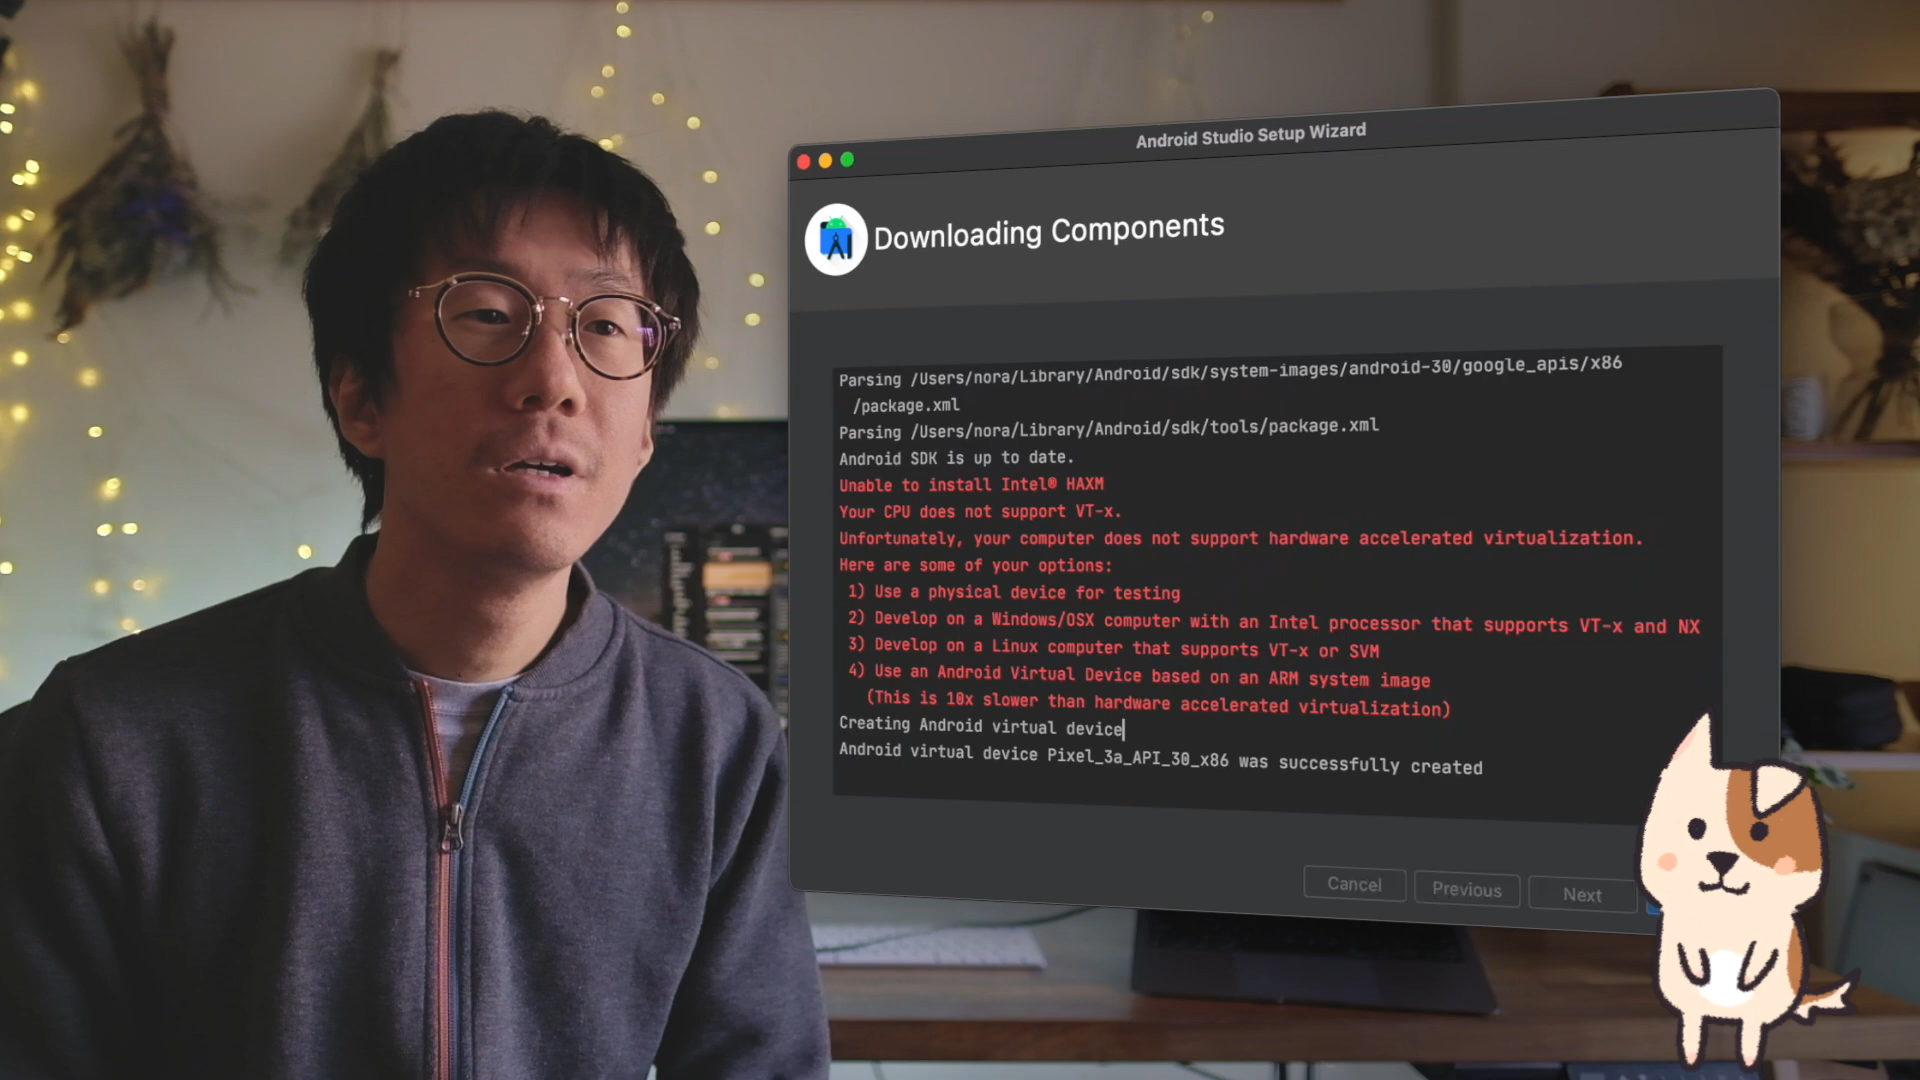 Android Studio Setup Wizard
Downloading Components
Parsing /Users/nora/Library/Android/sdk/system-images/android-30/google_apis/x86
/package.xml
Parsing /Users/nora/Library/Android/sdk/tools/package.xml
Android SDK is up to date.
Unable to install Intel® HAXM
Your CPU does not support VT-x.
Unfortunately, your computer does not support hardware accelerated virtualization.
Here are some of your options:
1) Use a physical device for testing
2) Develop on a Windows/OSX computer with an Intel processor that supports VT-x and NX
3) Develop on a Linux computer that supports VT-x or SVM
4) Use an Android Virtual Device based on an ARM system image
(This is 10x slower than hardware accelerated virtualization)
Creating Android virtual device
Android virtual device Pixel_3a_API_30_x86 was successfully created
Cancel Previous Next